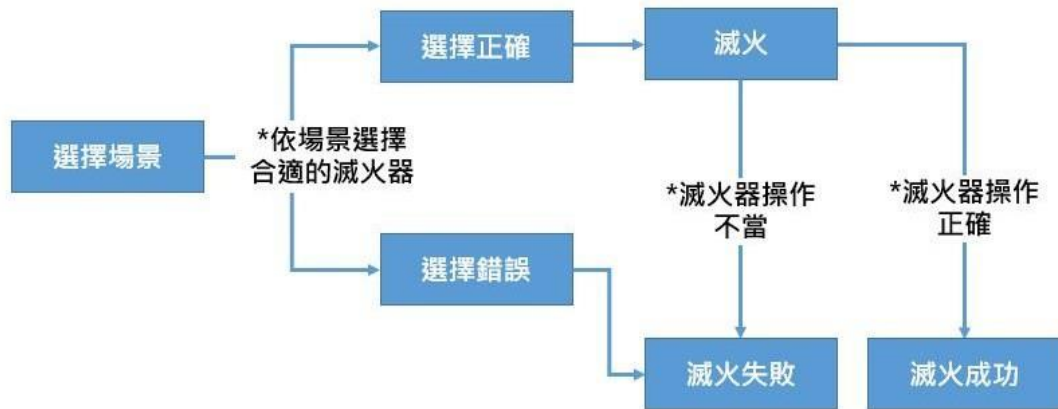 選擇正確
滅火
選擇場景
*依場景選擇
合適的滅火器
*滅火器操作
不當
*滅火器操作
正確
選擇錯誤
滅火失敗
滅火成功